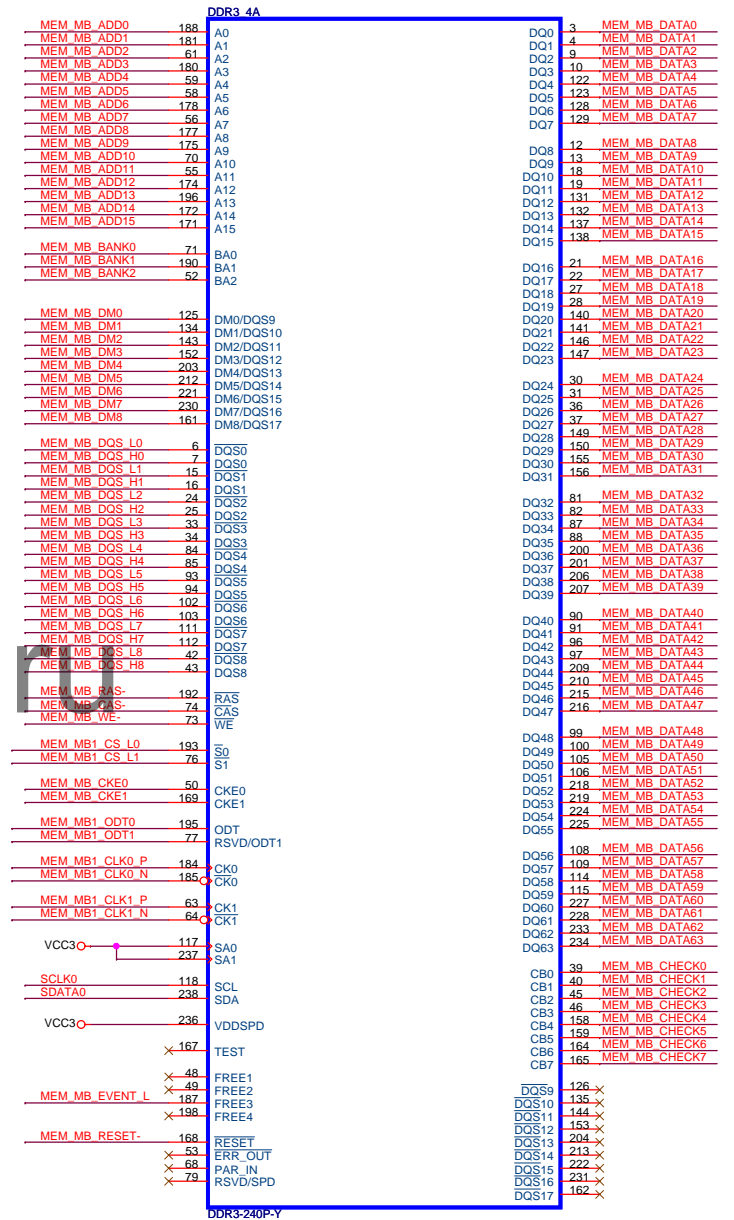 DDR3_4A
MEM_MB_ADD0 188 A0
MEM_MB_ADD1 181 A1
MEM_MB_ADD2 61 A2
MEM_MB_ADD3 180 A3
MEM_MB_ADD4 59 A4
MEM_MB_ADD5 58 A5
MEM_MB_ADD6 178 A6
MEM_MB_ADD7 56 A7
MEM_MB_ADD8 177 A8
MEM_MB_ADD9 175 A9
MEM_MB_ADD10 70 A10
MEM_MB_ADD11 55 A11
MEM_MB_ADD12 174 A12
MEM_MB_ADD13 196 A13
MEM_MB_ADD14 172 A14
MEM_MB_ADD15 171 A15
MEM_MB_BANK0 71 BA0
MEM_MB_BANK1 190 BA1
MEM_MB_BANK2 52 BA2
MEM_MB_DM0 125 DM0/DQS9
MEM_MB_DM1 134 DM1/DQS10
MEM_MB_DM2 143 DM2/DQS11
MEM_MB_DM3 152 DM3/DQS12
MEM_MB_DM4 203 DM4/DQS13
MEM_MB_DM5 212 DM5/DQS14
MEM_MB_DM6 221 DM6/DQS15
MEM_MB_DM7 230 DM7/DQS16
MEM_MB_DM8 161 DM8/DQS17
MEM_MB_DQS_L0 6 DQS0
MEM_MB_DQS_H0 7 DQS0
MEM_MB_DQS_L1 15 DQS1
MEM_MB_DQS_H1 16 DQS1
MEM_MB_DQS_L2 24 DQS2
MEM_MB_DQS_H2 25 DQS2
MEM_MB_DQS_L3 33 DQS3
MEM_MB_DQS_H3 34 DQS3
MEM_MB_DQS_L4 84 DQS4
MEM_MB_DQS_H4 85 DQS4
MEM_MB_DQS_L5 93 DQS5
MEM_MB_DQS_H5 94 DQS5
MEM_MB_DQS_L6 102 DQS6
MEM_MB_DQS_H6 103 DQS6
MEM_MB_DQS_L7 111 DQS7
MEM_MB_DQS_H7 112 DQS7
MEM_MB_DQS_L8 42 DQS8
MEM_MB_DQS_H8 43 DQS8
ru
MEM_MB_RAS- 192 RAS
MEM_MB_CAS- 74 CAS
MEM_MB_WE- 73 WE
MEM_MB1_CS_L0 193 S0
MEM_MB1_CS_L1 76 S1
MEM_MB_CKE0 50 CKE0
MEM_MB_CKE1 169 CKE1
MEM_MB1_ODT0 195 ODT
MEM_MB1_ODT1 77 RSVD/ODT1
MEM_MB1_CLK0_P 184 CK0
MEM_MB1_CLK0_N 185 CK0
MEM_MB1_CLK1_P 63 CK1
MEM_MB1_CLK1_N 64 CK1
VCC3 117 SA0
237 SA1
SCLK0 118 SCL
SDATA0 238 SDA
VCC3 236 VDDSPD
167 TEST
48 FREE1
49 FREE2
MEM_MB_EVENT_L 187 FREE3
198 FREE4
MEM_MB_RESET- 168 RESET
53 ERR_OUT
68 PAR_IN
79 RSVD/SPD
DQ0 3 MEM_MB_DATA0
DQ1 4 MEM_MB_DATA1
DQ2 9 MEM_MB_DATA2
DQ3 10 MEM_MB_DATA3
DQ4 122 MEM_MB_DATA4
DQ5 123 MEM_MB_DATA5
DQ6 128 MEM_MB_DATA6
DQ7 129 MEM_MB_DATA7
DQ8 12 MEM_MB_DATA8
DQ9 13 MEM_MB_DATA9
DQ10 18 MEM_MB_DATA10
DQ11 19 MEM_MB_DATA11
DQ12 131 MEM_MB_DATA12
DQ13 132 MEM_MB_DATA13
DQ14 137 MEM_MB_DATA14
DQ15 138 MEM_MB_DATA15
DQ16 21 MEM_MB_DATA16
DQ17 22 MEM_MB_DATA17
DQ18 27 MEM_MB_DATA18
DQ19 28 MEM_MB_DATA19
DQ20 140 MEM_MB_DATA20
DQ21 141 MEM_MB_DATA21
DQ22 146 MEM_MB_DATA22
DQ23 147 MEM_MB_DATA23
DQ24 30 MEM_MB_DATA24
DQ25 31 MEM_MB_DATA25
DQ26 36 MEM_MB_DATA26
DQ27 37 MEM_MB_DATA27
DQ28 149 MEM_MB_DATA28
DQ29 150 MEM_MB_DATA29
DQ30 155 MEM_MB_DATA30
DQ31 156 MEM_MB_DATA31
DQ32 81 MEM_MB_DATA32
DQ33 82 MEM_MB_DATA33
DQ34 87 MEM_MB_DATA34
DQ35 88 MEM_MB_DATA35
DQ36 200 MEM_MB_DATA36
DQ37 201 MEM_MB_DATA37
DQ38 206 MEM_MB_DATA38
DQ39 207 MEM_MB_DATA39
DQ40 90 MEM_MB_DATA40
DQ41 91 MEM_MB_DATA41
DQ42 96 MEM_MB_DATA42
DQ43 97 MEM_MB_DATA43
DQ44 209 MEM_MB_DATA44
DQ45 210 MEM_MB_DATA45
DQ46 215 MEM_MB_DATA46
DQ47 216 MEM_MB_DATA47
DQ48 99 MEM_MB_DATA48
DQ49 100 MEM_MB_DATA49
DQ50 105 MEM_MB_DATA50
DQ51 106 MEM_MB_DATA51
DQ52 218 MEM_MB_DATA52
DQ53 219 MEM_MB_DATA53
DQ54 224 MEM_MB_DATA54
DQ55 225 MEM_MB_DATA55
DQ56 108 MEM_MB_DATA56
DQ57 109 MEM_MB_DATA57
DQ58 114 MEM_MB_DATA58
DQ59 115 MEM_MB_DATA59
DQ60 227 MEM_MB_DATA60
DQ61 228 MEM_MB_DATA61
DQ62 233 MEM_MB_DATA62
DQ63 234 MEM_MB_DATA63
CB0 39 MEM_MB_CHECK0
CB1 40 MEM_MB_CHECK1
CB2 45 MEM_MB_CHECK2
CB3 46 MEM_MB_CHECK3
CB4 158 MEM_MB_CHECK4
CB5 159 MEM_MB_CHECK5
CB6 164 MEM_MB_CHECK6
CB7 165 MEM_MB_CHECK7
DQS9 126
DQS10 135
DQS11 144
DQS12 153
DQS13 204
DQS14 213
DQS15 222
DQS16 231
DQS17 162
DDR3-240P-Y